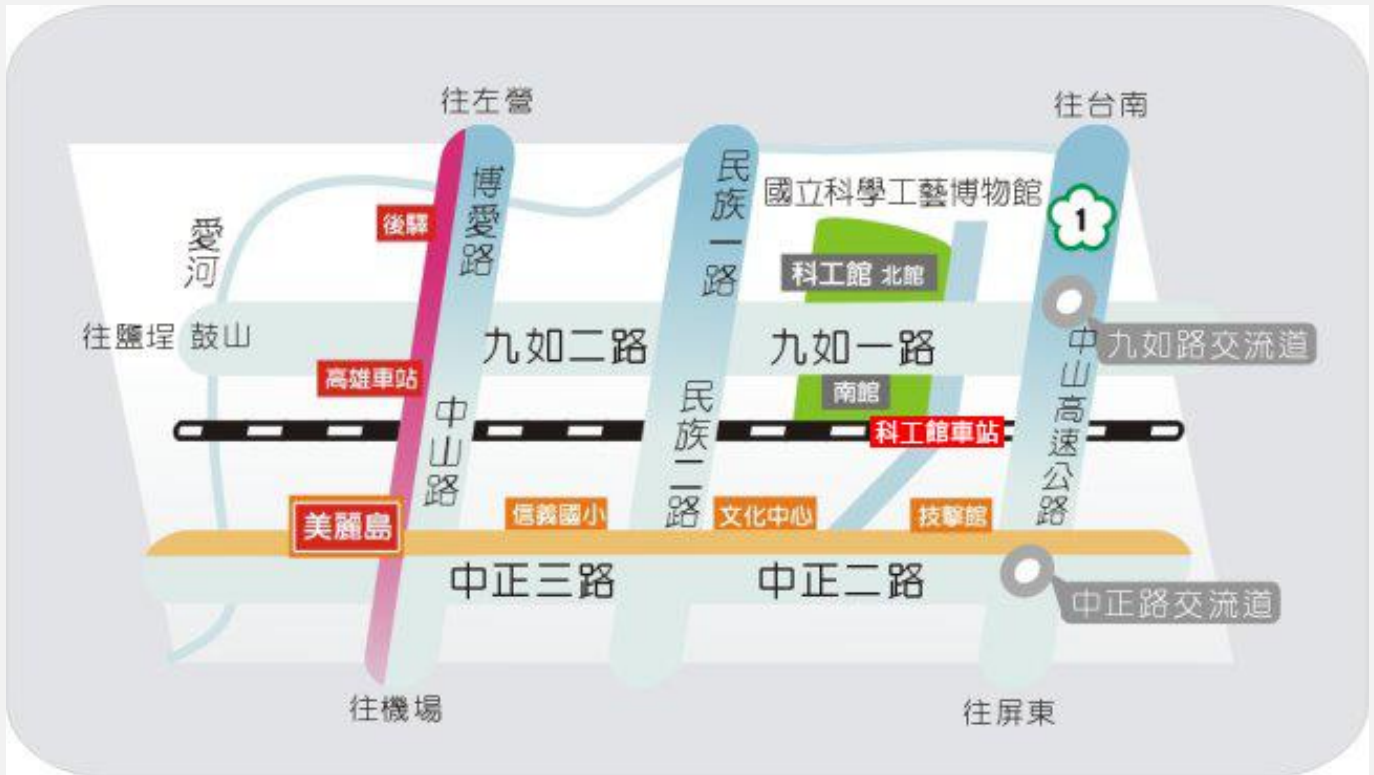 往左營
往台南
博愛路
民族一路
國立科學工藝博物館
1
後驛
愛河
科工館 北館
往鹽埕 鼓山
九如二路
九如一路
九如路交流道
高雄車站
南館
中山路
民族二路
科工館車站
中山高速公路
美麗島
信義國小
文化中心
技擊館
中正三路
中正二路
中正路交流道
往機場
往屏東